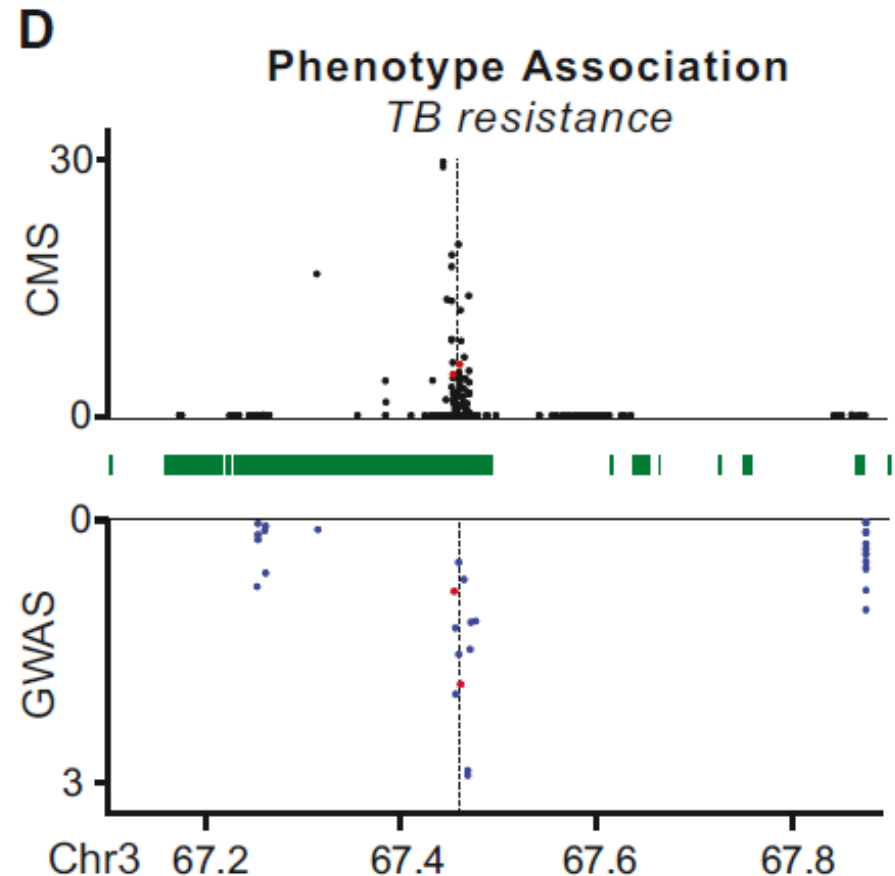 D
Phenotype Association
TB resistance
30
CMS
0
0
GWAS
3
Chr3 67.2 67.4 67.6 67.8